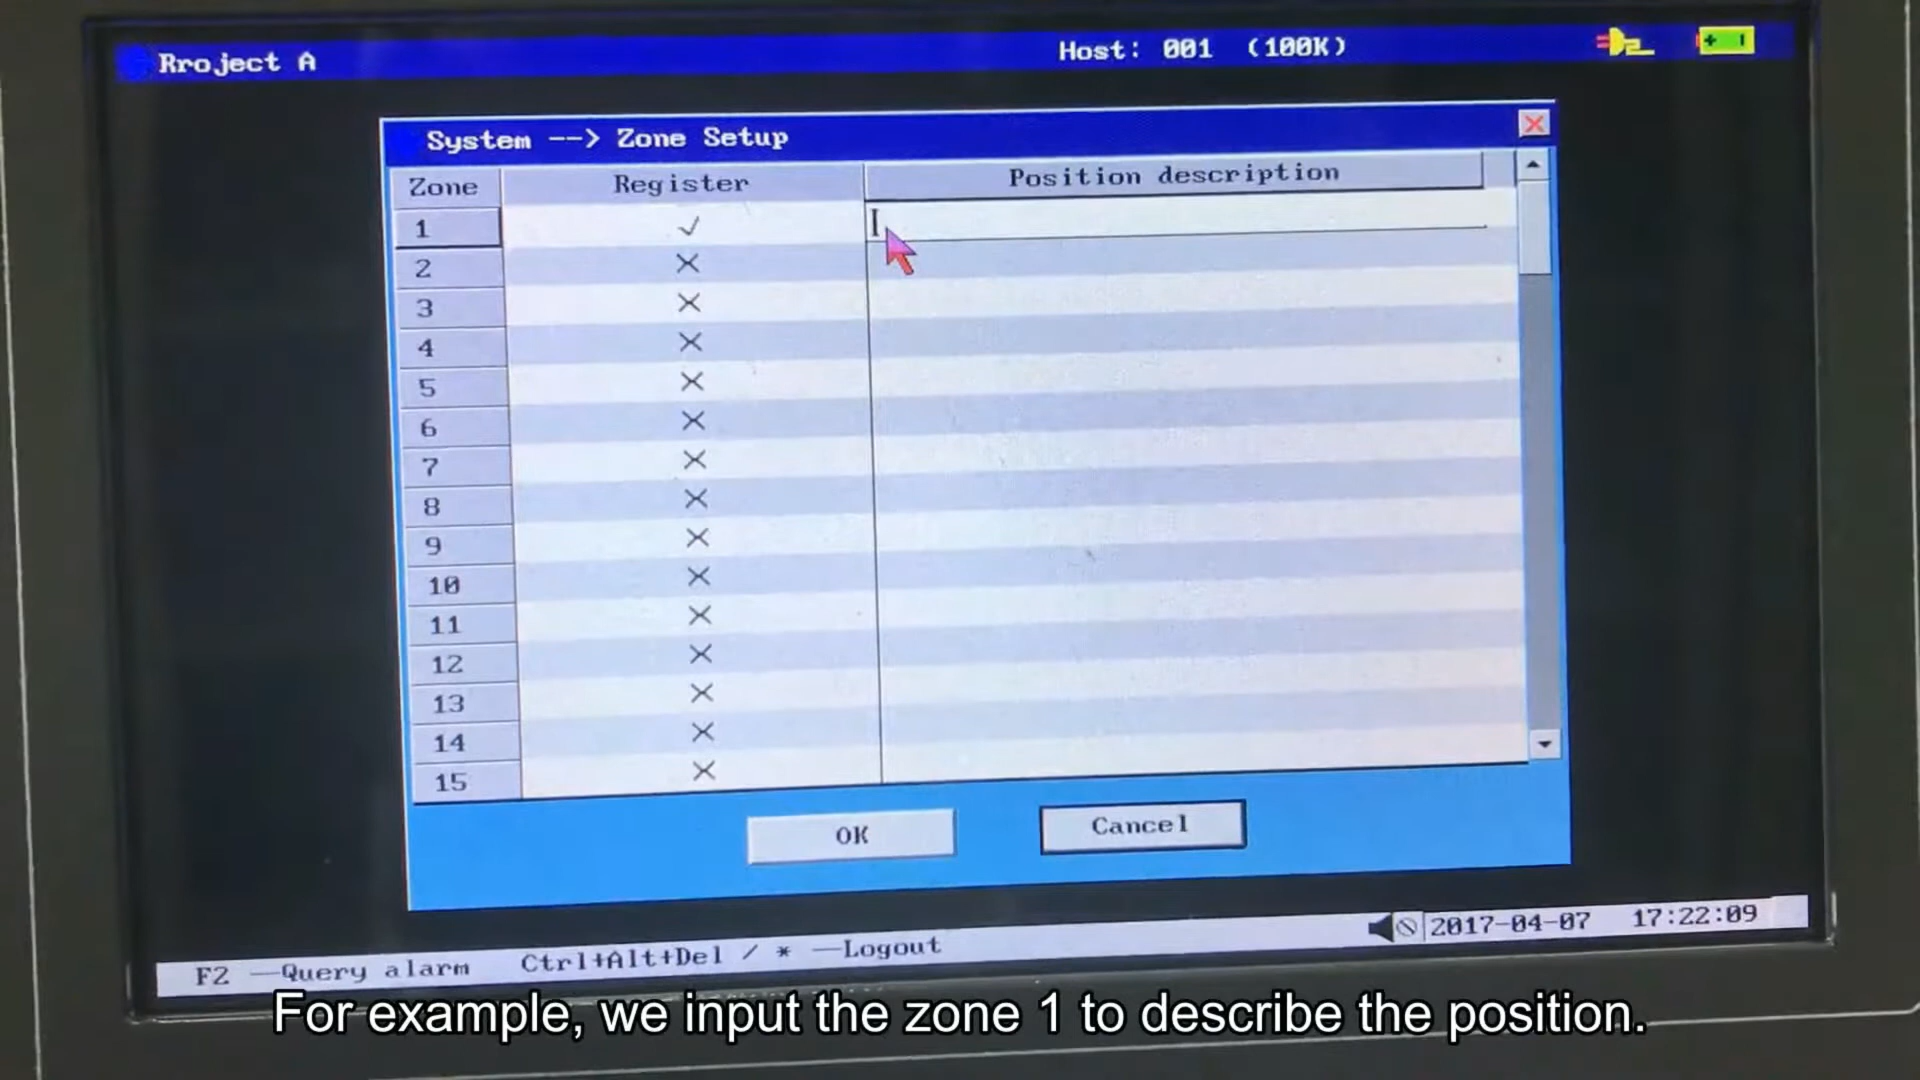 Rroject A
Host: 001 (100K)
System --> Zone Setup
Zone Register Position description
1 ✓
2 ×
3 ×
4 ×
5 ×
6 ×
7 ×
8 ×
9 ×
10 ×
11 ×
12 ×
13 ×
14 ×
15 ×
OK Cancel
F2 —Query alarm Ctrl+Alt+Del / * —Logout 2017-04-07 17:22:09
For example, we input the zone 1 to describe the position.